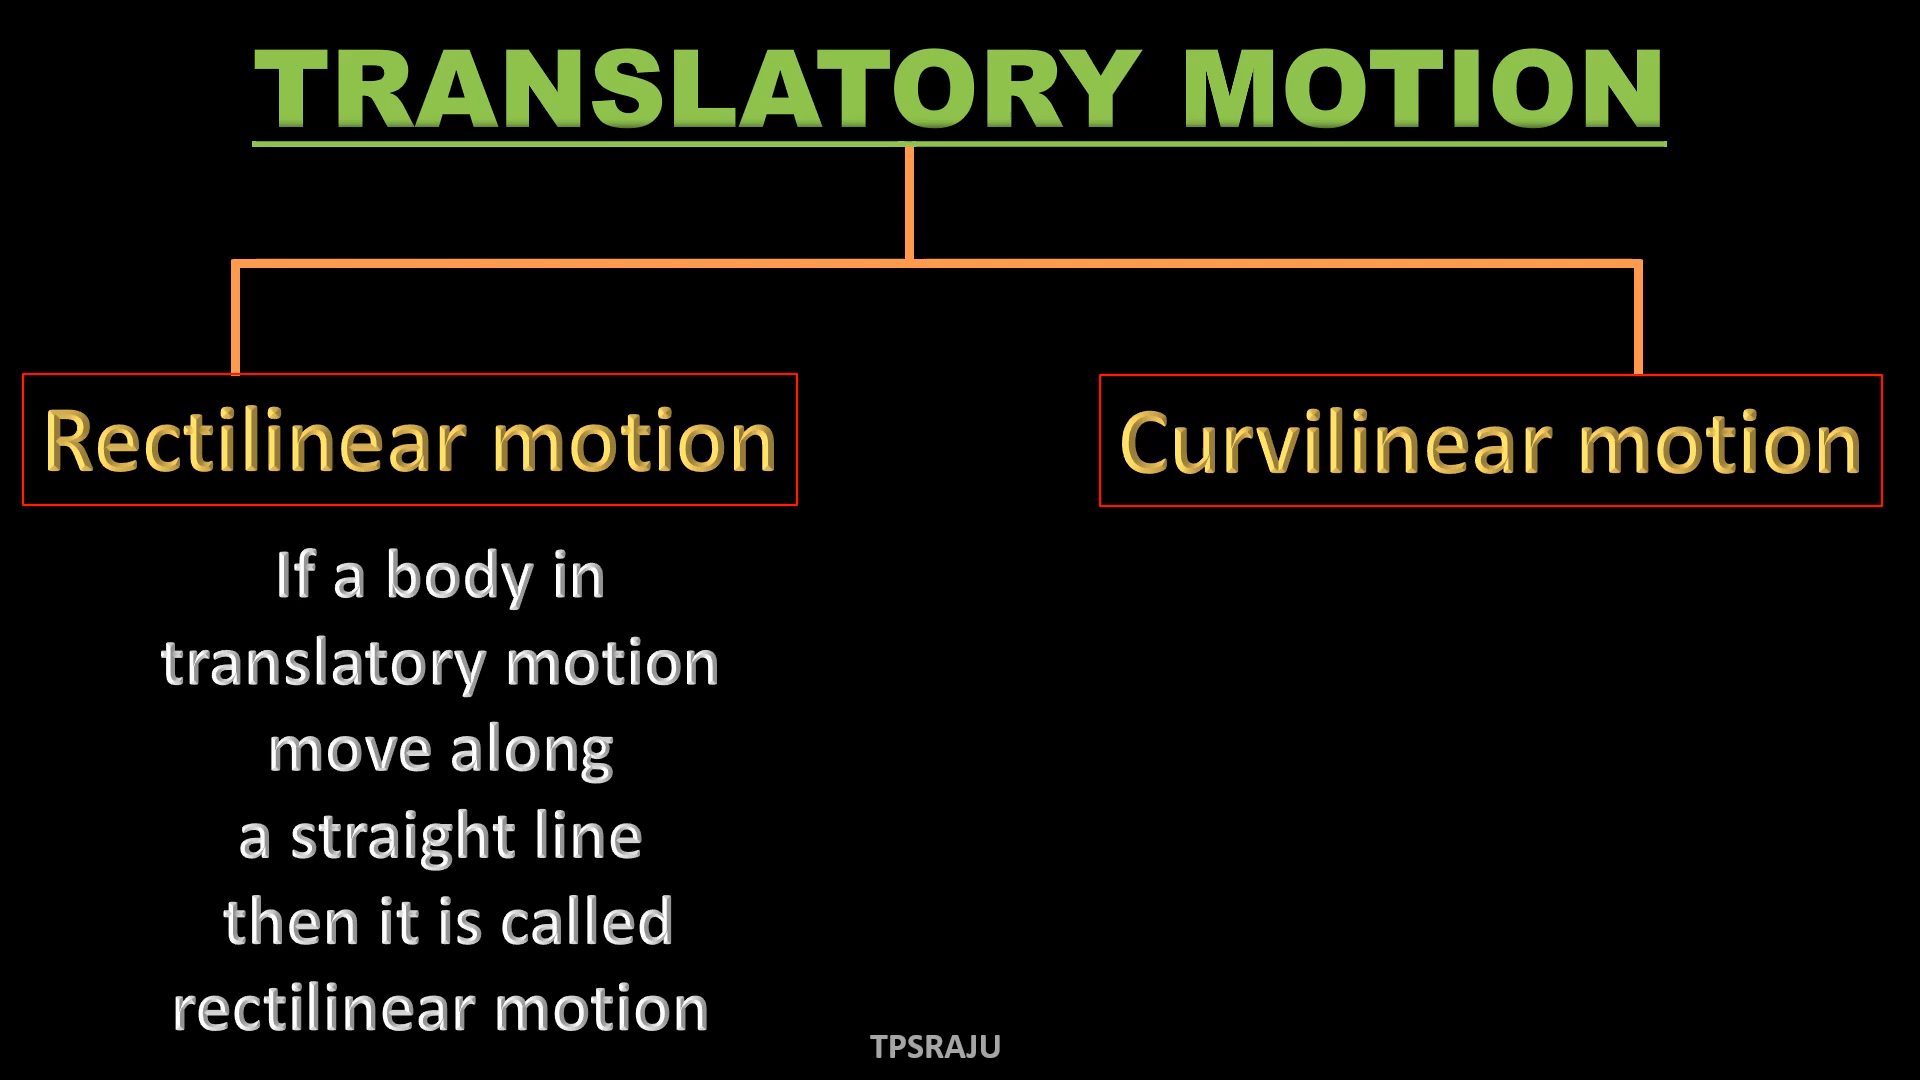 TRANSLATORY MOTION
Rectilinear motion
Curvilinear motion
If a body in
translatory motion
move along
a straight line
then it is called
rectilinear motion
TPSRAJU